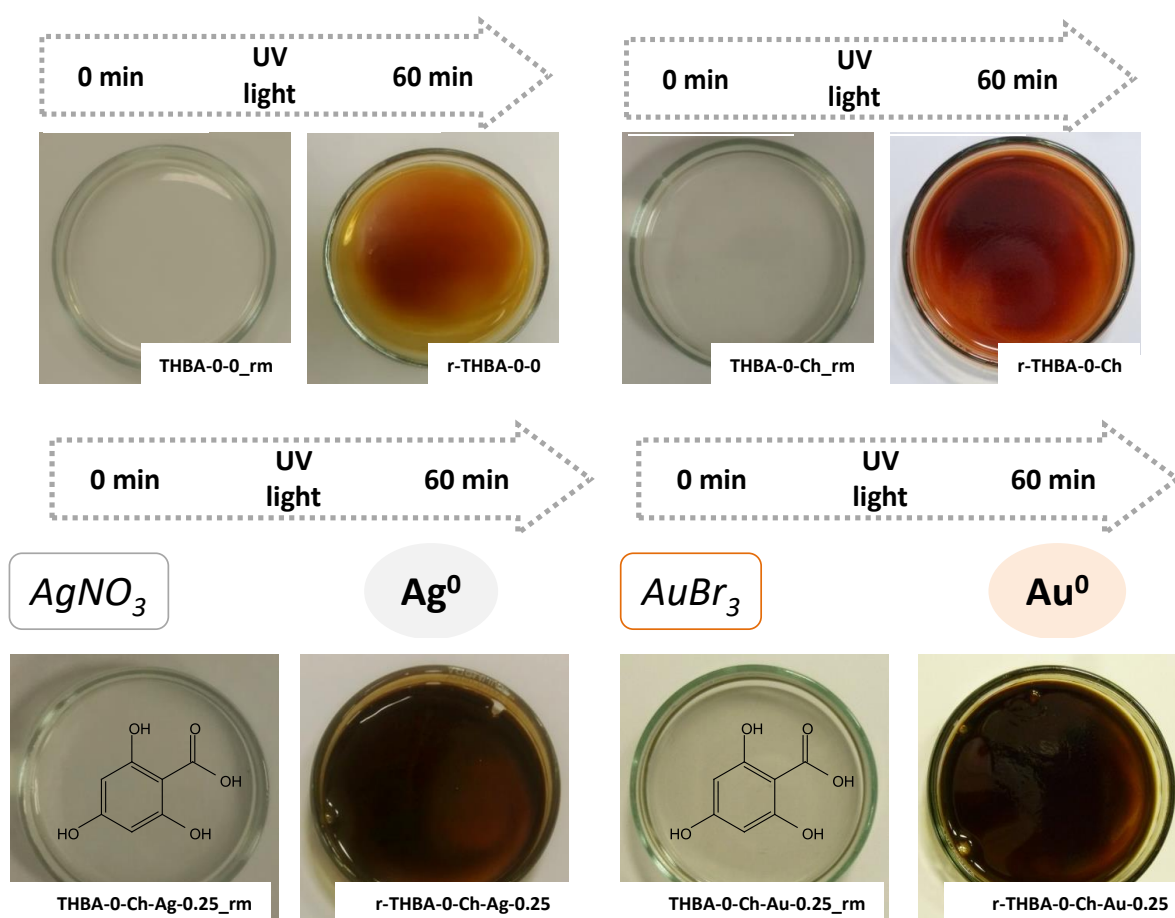 0 min
UV
light
60 min
0 min
UV
light
60 min
THBA-0-0_rm
r-THBA-0-0
THBA-0-Ch_rm
r-THBA-0-Ch
0 min
UV
light
60 min
0 min
UV
light
60 min
AgNO₃
Ag⁰
AuBr₃
Au⁰
OH
O
OH
HO
OH
THBA-0-Ch-Ag-0.25_rm
r-THBA-0-Ch-Ag-0.25
OH
O
OH
HO
OH
THBA-0-Ch-Au-0.25_rm
r-THBA-0-Ch-Au-0.25